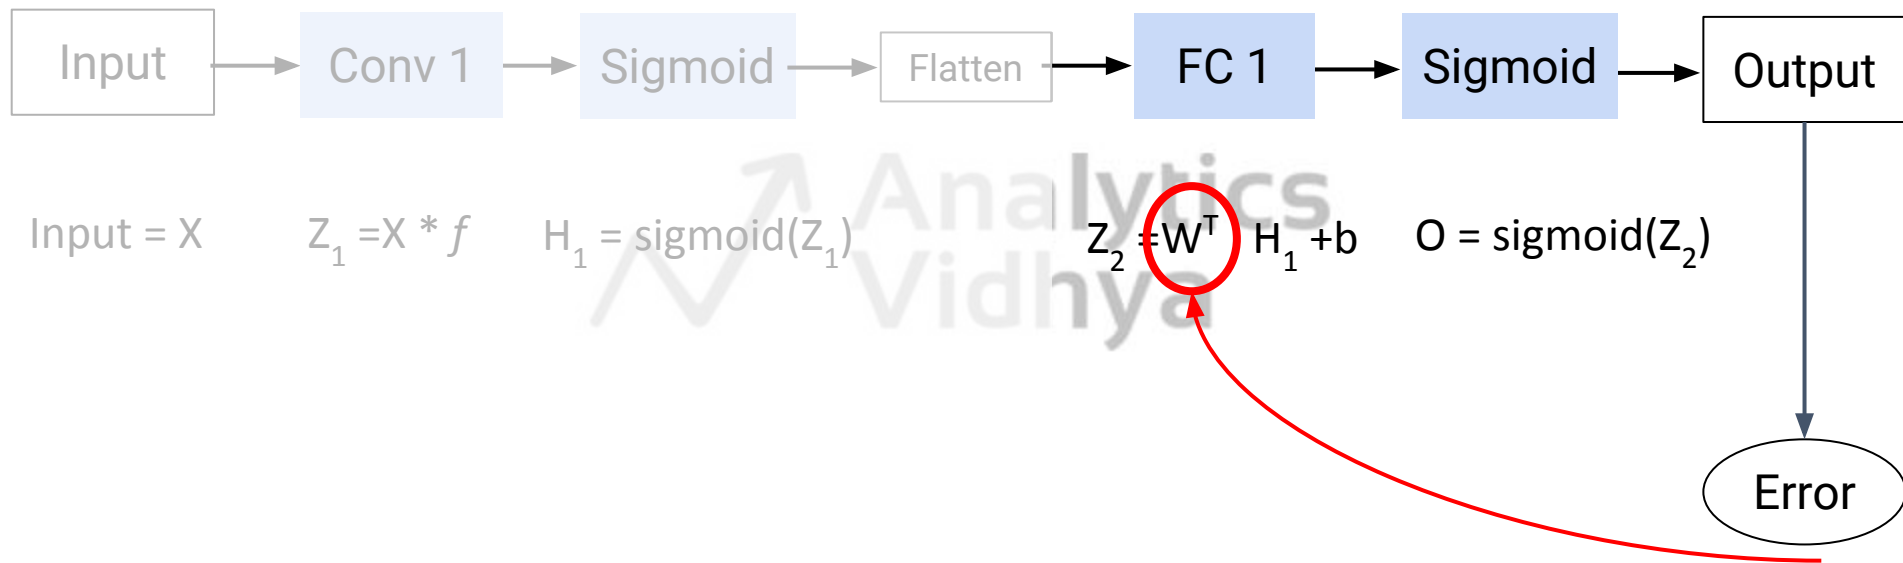 Input
Conv 1
Sigmoid
Flatten
FC 1
Sigmoid
Output
Analytics
Vidhya
Input = X
Z₁ =X * f
H₁ = sigmoid(Z₁)
Z₂ =Wᵀ H₁ +b
O = sigmoid(Z₂)
Error